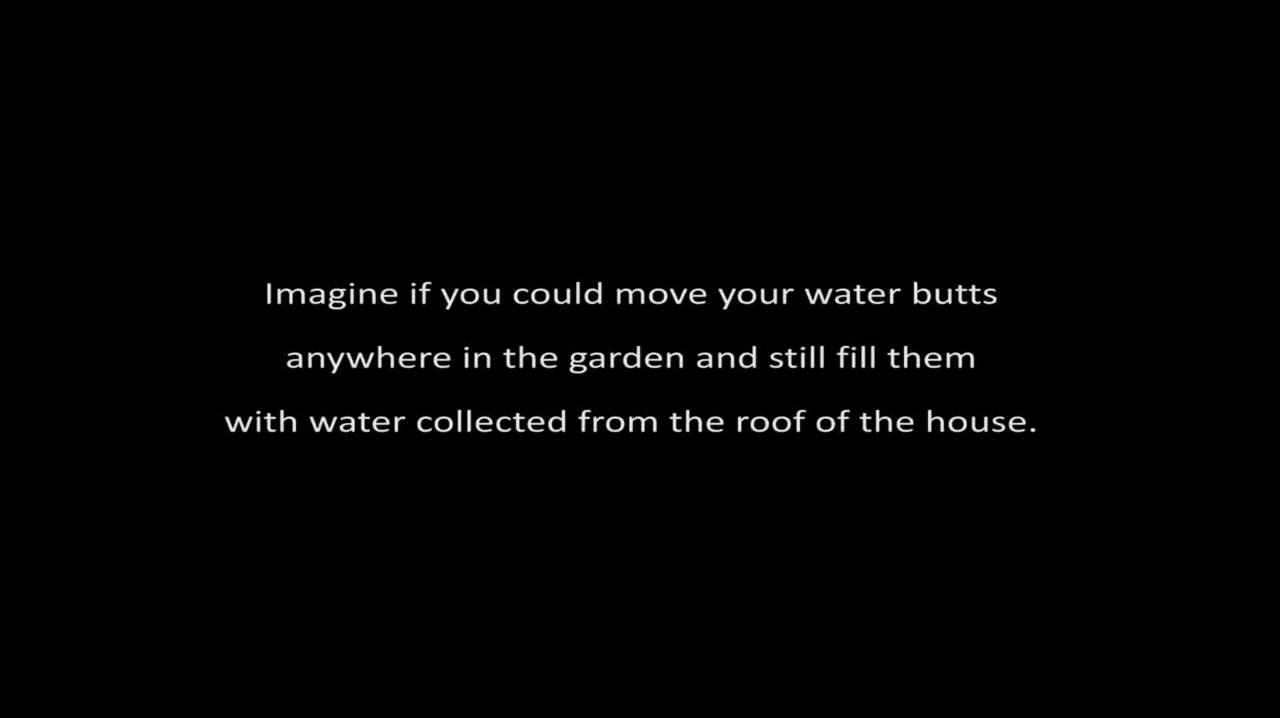 Imagine if you could move your water butts
anywhere in the garden and still fill them
with water collected from the roof of the house.